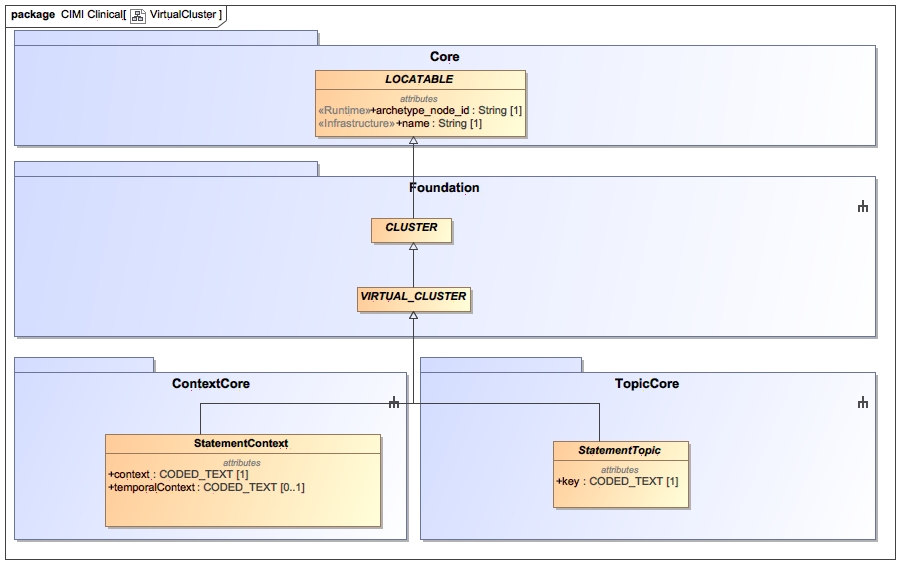 package CIMI Clinical[ VirtualCluster ]
Core
LOCATABLE
attributes
«Runtime»+archetype_node_id : String [1]
«Infrastructure»+name : String [1]
Foundation
CLUSTER
VIRTUAL_CLUSTER
ContextCore
TopicCore
StatementContext
attributes
+context : CODED_TEXT [1]
+temporalContext : CODED_TEXT [0..1]
StatementTopic
attributes
+key : CODED_TEXT [1]